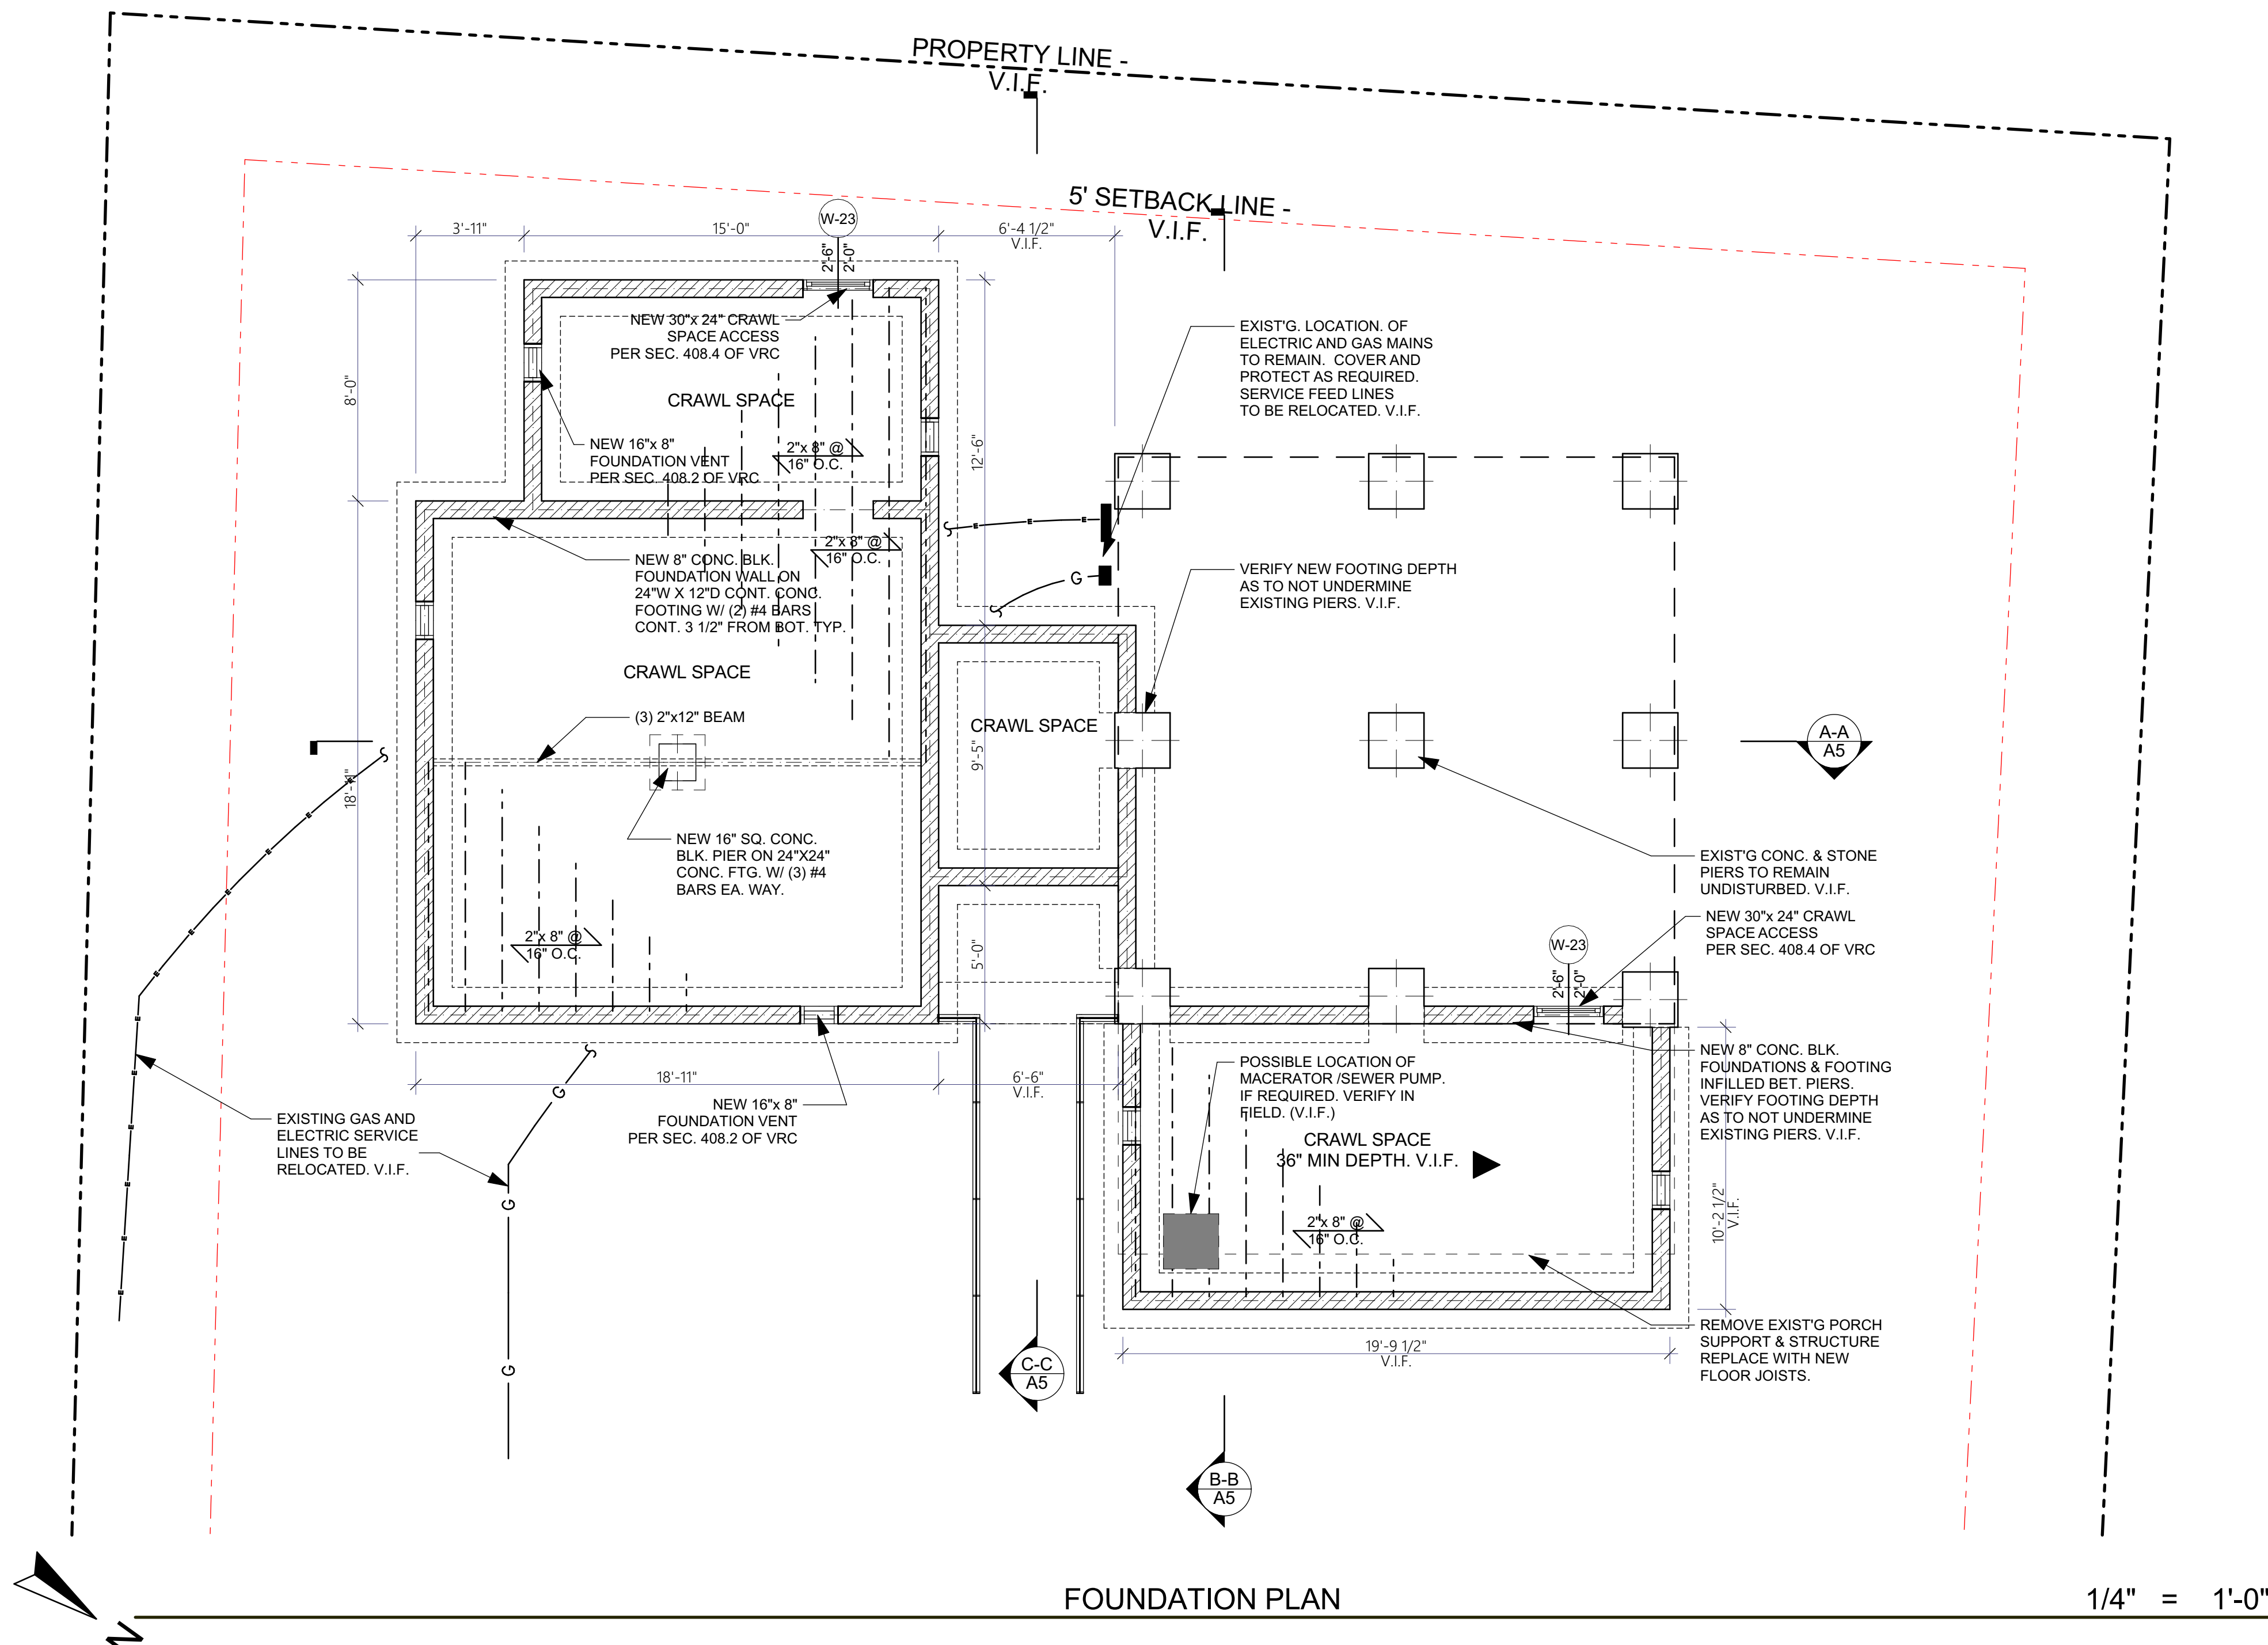 PROPERTY LINE -
V.I.F.
5' SETBACK LINE -
V.I.F.
3'-11"
15'-0"
W-23
2'-6"
2'-0"
6'-4 1/2"
V.I.F.
8'-0"
NEW 30"x 24" CRAWL
SPACE ACCESS
PER SEC. 408.4 OF VRC
CRAWL SPACE
NEW 16"x 8"
FOUNDATION VENT
PER SEC. 408.2 OF VRC
2"x 8" @
16" O.C.
12'-6"
EXIST'G. LOCATION. OF
ELECTRIC AND GAS MAINS
TO REMAIN. COVER AND
PROTECT AS REQUIRED.
SERVICE FEED LINES
TO BE RELOCATED. V.I.F.
E
E
E
G
2"x 8" @
16" O.C.
NEW 8" CONC. BLK.
FOUNDATION WALL ON
24"W X 12"D CONT. CONC.
FOOTING W/ (2) #4 BARS
CONT. 3 1/2" FROM BOT. TYP.
VERIFY NEW FOOTING DEPTH
AS TO NOT UNDERMINE
EXISTING PIERS. V.I.F.
CRAWL SPACE
(3) 2"x12" BEAM
CRAWL SPACE
9'-5"
18'-11"
A-A
A5
NEW 16" SQ. CONC.
BLK. PIER ON 24"X24"
CONC. FTG. W/ (3) #4
BARS EA. WAY.
EXIST'G CONC. & STONE
PIERS TO REMAIN
UNDISTURBED. V.I.F.
NEW 30"x 24" CRAWL
SPACE ACCESS
PER SEC. 408.4 OF VRC
W-23
2'-6"
2'-0"
2"x 8" @
16" O.C.
5'-0"
E
E
E
E
E
E
E
E
E
E
E
E
18'-11"
6'-6"
V.I.F.
G
G
G
NEW 16"x 8"
FOUNDATION VENT
PER SEC. 408.2 OF VRC
EXISTING GAS AND
ELECTRIC SERVICE
LINES TO BE
RELOCATED. V.I.F.
POSSIBLE LOCATION OF
MACERATOR /SEWER PUMP.
IF REQUIRED. VERIFY IN
FIELD. (V.I.F.)
CRAWL SPACE
36" MIN DEPTH. V.I.F.
NEW 8" CONC. BLK.
FOUNDATIONS & FOOTING
INFILLED BET. PIERS.
VERIFY FOOTING DEPTH
AS TO NOT UNDERMINE
EXISTING PIERS. V.I.F.
2"x 8" @
16" O.C.
10'-2 1/2"
V.I.F.
19'-9 1/2"
V.I.F.
REMOVE EXIST'G PORCH
SUPPORT & STRUCTURE
REPLACE WITH NEW
FLOOR JOISTS.
C-C
A5
B-B
A5
N
FOUNDATION PLAN
1/4" = 1'-0"